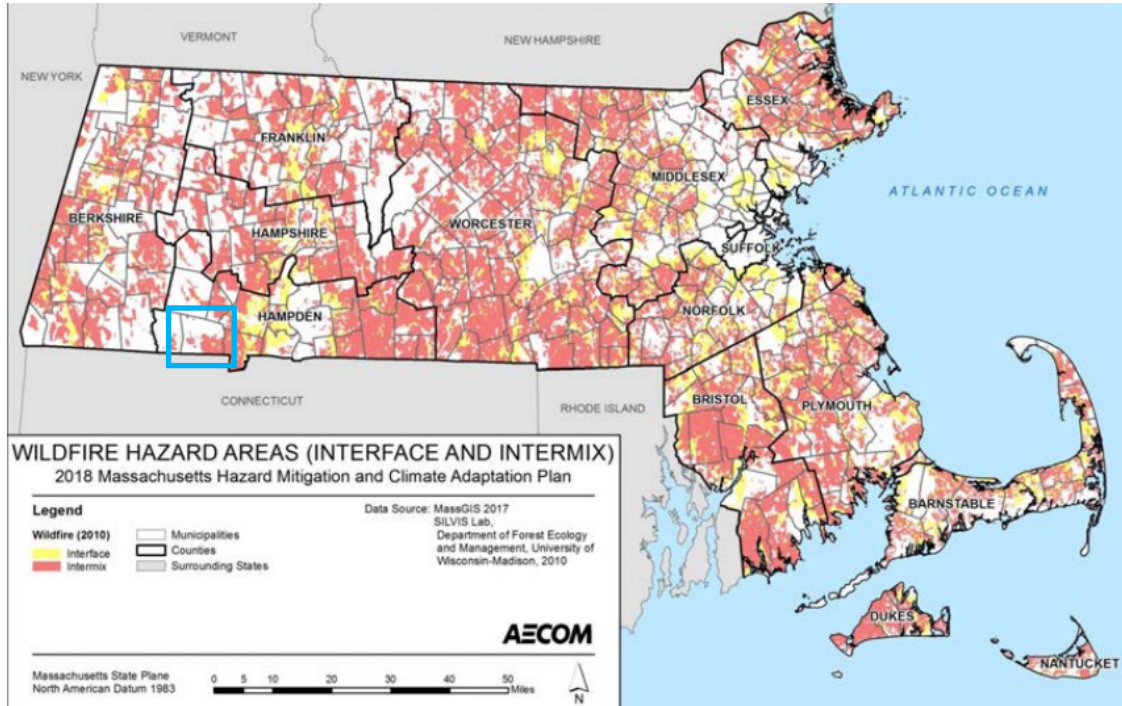 VERMONT
NEW HAMPSHIRE
NEW YORK
ESSEX
FRANKLIN
MIDDLESEX
ATLANTIC OCEAN
BERKSHIRE
WORCESTER
HAMPSHIRE
SUFFOLK
HAMPDEN
NORFOLK
CONNECTICUT
RHODE ISLAND
BRISTOL
PLYMOUTH
BARNSTABLE
DUKES
NANTUCKET
WILDFIRE HAZARD AREAS (INTERFACE AND INTERMIX)
2018 Massachusetts Hazard Mitigation and Climate Adaptation Plan
Legend
Wildfire (2010)
Interface
Intermix
Municipalities
Counties
Surrounding States
Data Source: MassGIS 2017
SILVIS Lab,
Department of Forest Ecology
and Management, University of
Wisconsin-Madison, 2010
AECOM
Massachusetts State Plane
North American Datum 1983
0 5 10 20 30 40 50
Miles
N